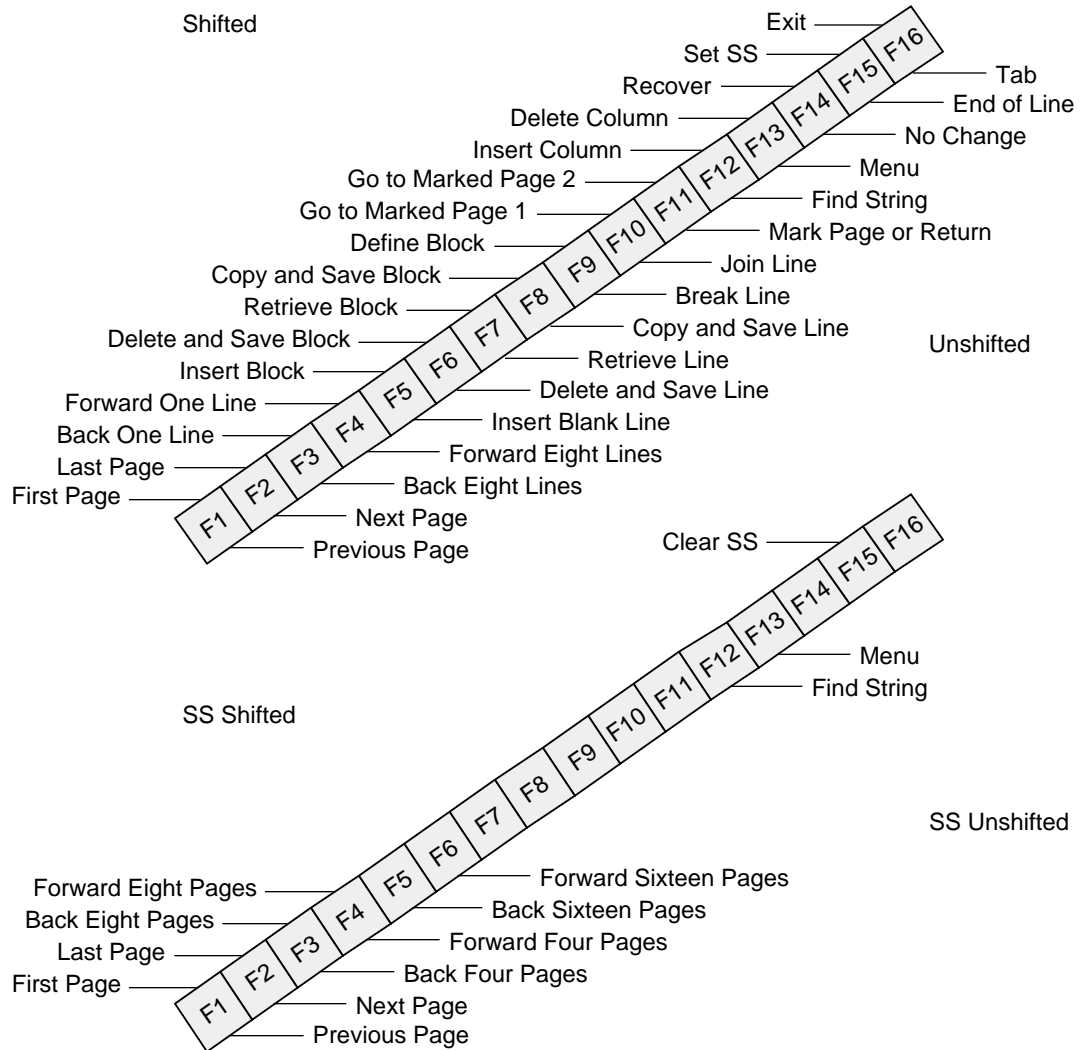 Shifted
Exit
Set SS
Recover
Delete Column
Insert Column
Go to Marked Page 2
Go to Marked Page 1
Define Block
Copy and Save Block
Retrieve Block
Delete and Save Block
Insert Block
Forward One Line
Back One Line
Last Page
First Page
F1
F2
F3
F4
F5
F6
F7
F8
F9
F10
F11
F12
F13
F14
F15
F16
Tab
End of Line
No Change
Menu
Find String
Mark Page or Return
Join Line
Break Line
Copy and Save Line
Retrieve Line
Delete and Save Line
Insert Blank Line
Forward Eight Lines
Back Eight Lines
Next Page
Previous Page
Unshifted
SS Shifted
Clear SS
Forward Eight Pages
Back Eight Pages
Last Page
First Page
F1
F2
F3
F4
F5
F6
F7
F8
F9
F10
F11
F12
F13
F14
F15
F16
Menu
Find String
Forward Sixteen Pages
Back Sixteen Pages
Forward Four Pages
Back Four Pages
Next Page
Previous Page
SS Unshifted